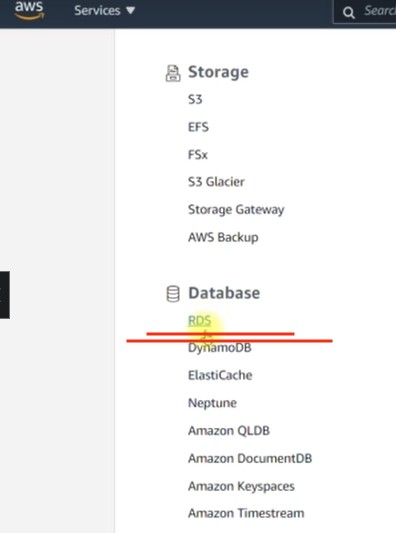 aws Services ▼ Searc
Storage
S3
EFS
FSx
S3 Glacier
Storage Gateway
AWS Backup
Database
RDS
DynamoDB
ElastiCache
Neptune
Amazon QLDB
Amazon DocumentDB
Amazon Keyspaces
Amazon Timestream